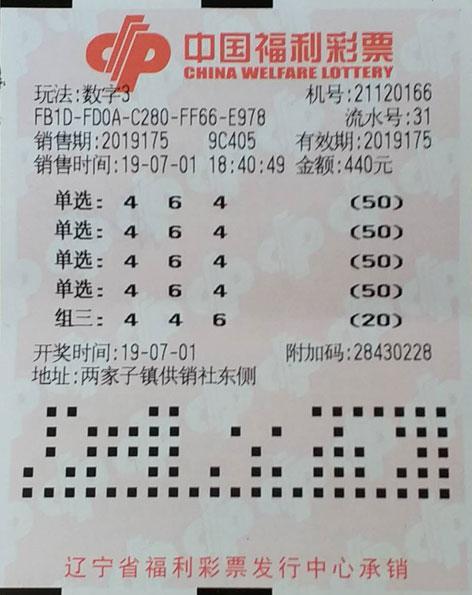 中国福利彩票
CHINA WELFARE LOTTERY
玩法:数字3 机号:21120166
FB1D-FD0A-C280-FF66-E978 流水号:31
销售期:2019175 9C405 有效期:2019175
销售时间:19-07-01 18:40:49 金额:440元
单选: 4 6 4 (50)
单选: 4 6 4 (50)
单选: 4 6 4 (50)
单选: 4 6 4 (50)
组三: 4 4 6 (20)
开奖时间:19-07-01 附加码:28430228
地址:两家子镇供销社东侧
辽宁省福利彩票发行中心承销